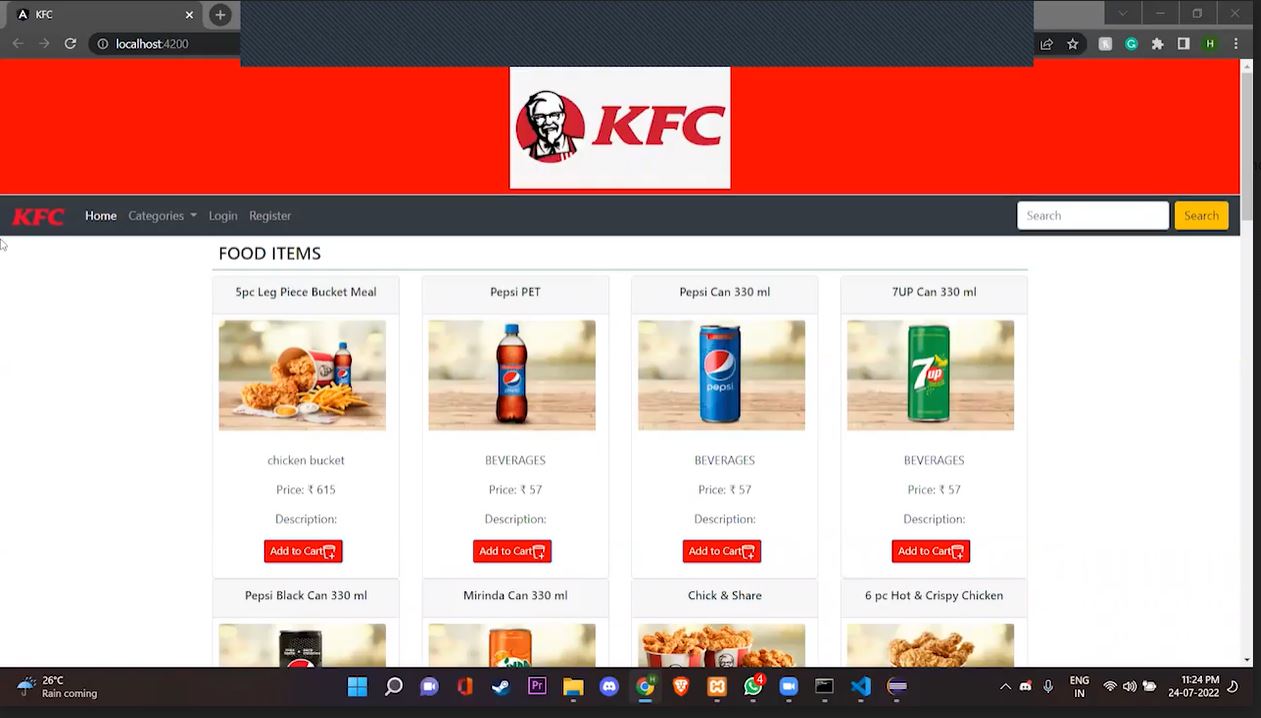 KFC
localhost:4200
H
KFC
KFC
Home
Categories
Login
Register
Search
Search
FOOD ITEMS
5pc Leg Piece Bucket Meal
Pepsi PET
Pepsi Can 330 ml
7UP Can 330 ml
pepsi
7up
chicken bucket
BEVERAGES
BEVERAGES
BEVERAGES
Price: ₹ 615
Price: ₹ 57
Price: ₹ 57
Price: ₹ 57
Description:
Description:
Description:
Description:
Add to Cart
Add to Cart
Add to Cart
Add to Cart
Pepsi Black Can 330 ml
Mirinda Can 330 ml
Chick & Share
6 pc Hot & Crispy Chicken
26°C
Rain coming
Pr
H
4
ENG
IN
11:24 PM
24-07-2022